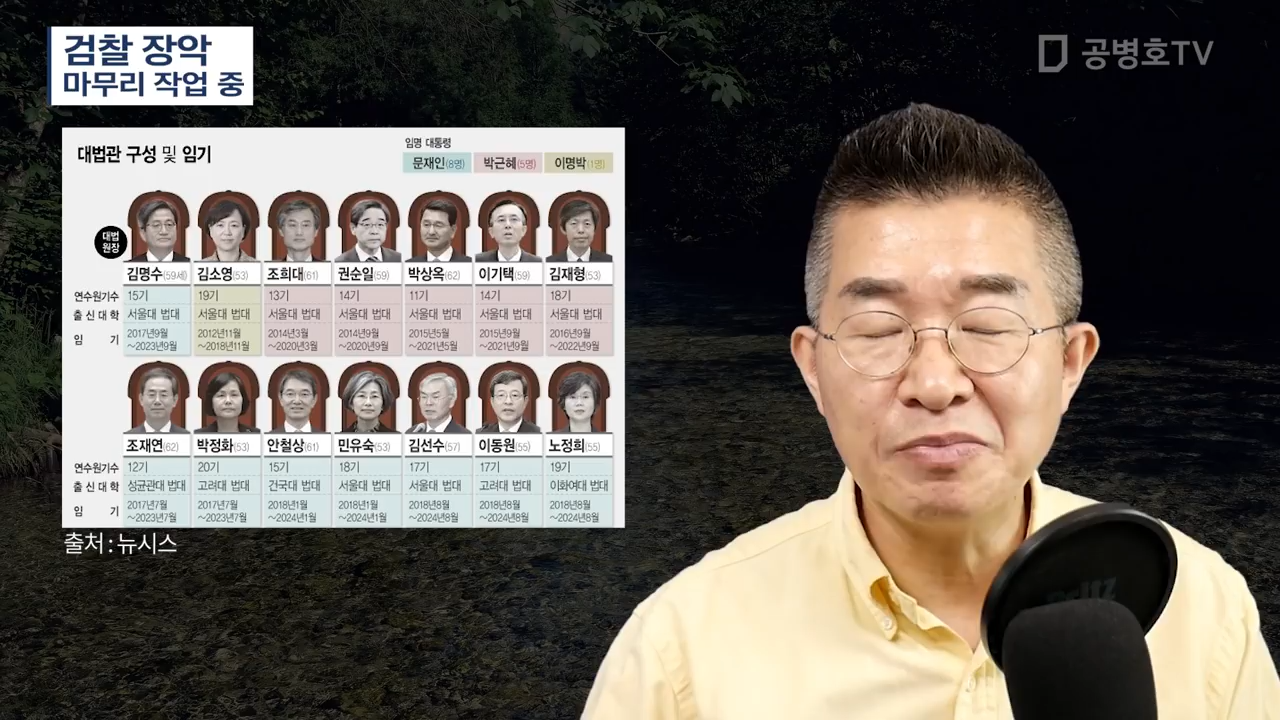 검찰 장악
마무리 작업 중
공병호TV
대법관 구성 및 임기
임명 대통령
문재인(8명) 박근혜(5명) 이명박(1명)
대법
원장
김명수(59세) 김소영(53) 조희대(61) 권순일(59) 박상옥(62) 이기택(59) 김재형(53)
연수원기수 15기 19기 13기 14기 11기 14기 18기
출신대학 서울대 법대 서울대 법대 서울대 법대 서울대 법대 서울대 법대 서울대 법대 서울대 법대
임 기 2017년9월 2012년11월 2014년3월 2014년9월 2015년5월 2015년9월 2016년9월
~2023년9월 ~2018년11월 ~2020년3월 ~2020년9월 ~2021년5월 ~2021년9월 ~2022년9월
조재연(62) 박정화(53) 안철상(61) 민유숙(53) 김선수(57) 이동원(55) 노정희(55)
연수원기수 12기 20기 15기 18기 17기 17기 19기
출신대학 성균관대 법대 고려대 법대 건국대 법대 서울대 법대 서울대 법대 고려대 법대 이화여대 법대
임 기 2017년7월 2017년7월 2018년1월 2018년1월 2018년8월 2018년8월 2018년8월
~2023년7월 ~2023년7월 ~2024년1월 ~2024년1월 ~2024년8월 ~2024년8월 ~2024년8월
출처 : 뉴시스